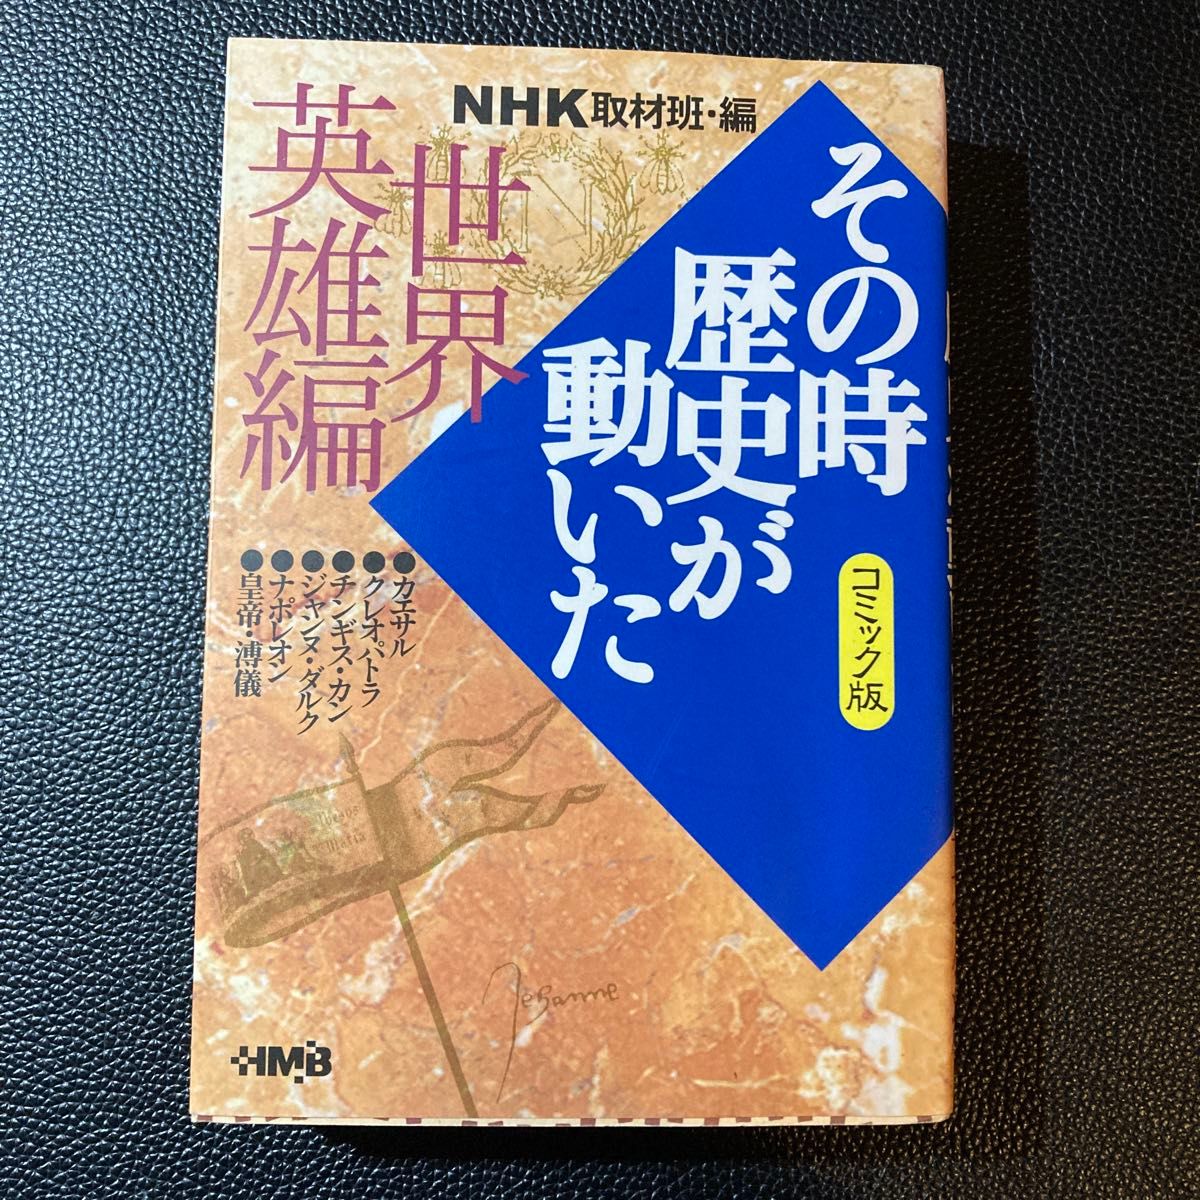 NHK取材班・編
その時
歴史が
動いた
コミック版
世界
英雄編
●カエサル
●クレオパトラ
●チンギス・カン
●ジャンヌ・ダルク
●ナポレオン
●皇帝・溥儀
N
Jhesus
Maria
Jehanne
HMB